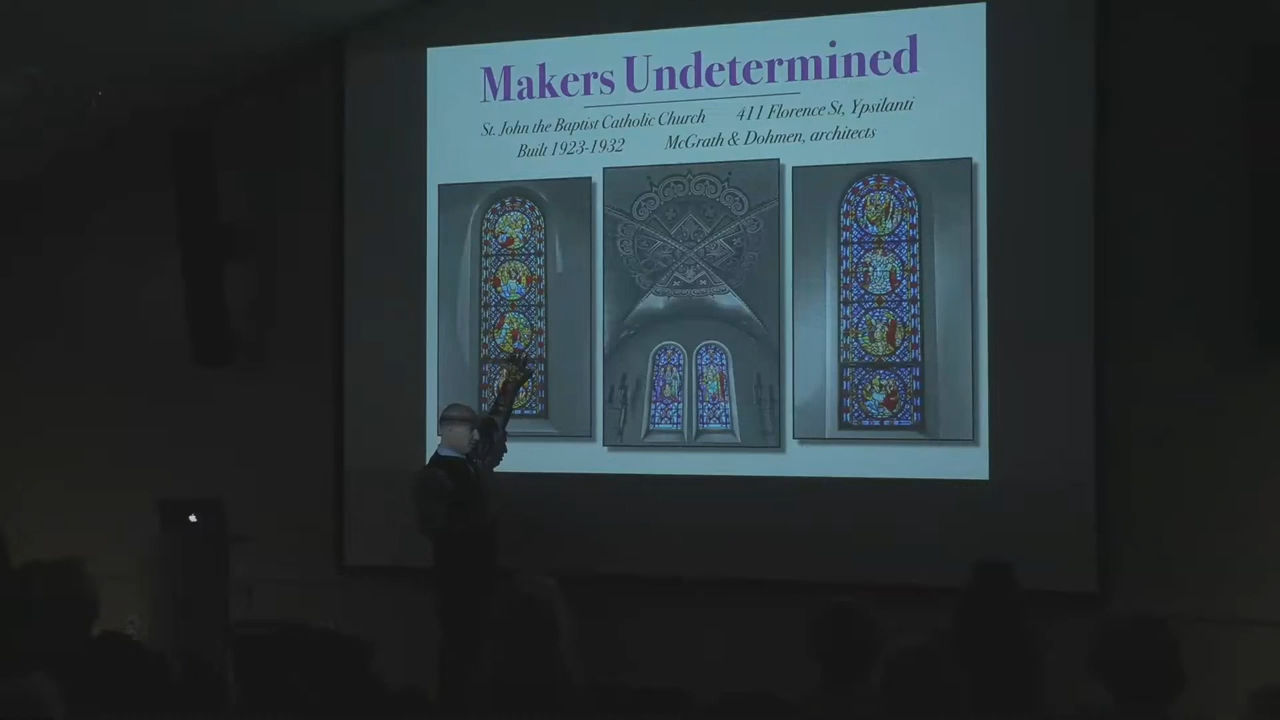 Makers Undetermined
St. John the Baptist Catholic Church 411 Florence St, Ypsilanti
Built 1923-1932 McGrath & Dohmen, architects